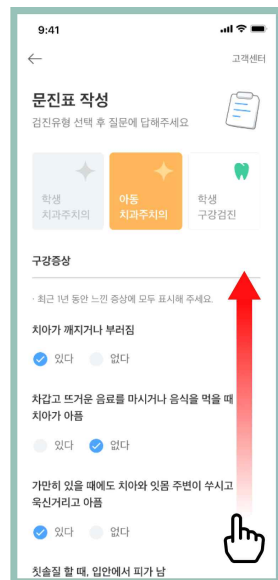 9:41
고객센터
문진표 작성
검진유형 선택 후 질문에 답해주세요
학생
치과주치의
아동
치과주치의
학생
구강검진
구강증상
· 최근 1년 동안 느낀 증상에 모두 표시해 주세요.
치아가 깨지거나 부러짐
있다 없다
차갑고 뜨거운 음료를 마시거나 음식을 먹을 때
치아가 아픔
있다 없다
가만히 있을 때에도 치아와 잇몸 주변이 쑤시고
욱신거리고 아픔
있다 없다
칫솔질 할 때, 입안에서 피가 남